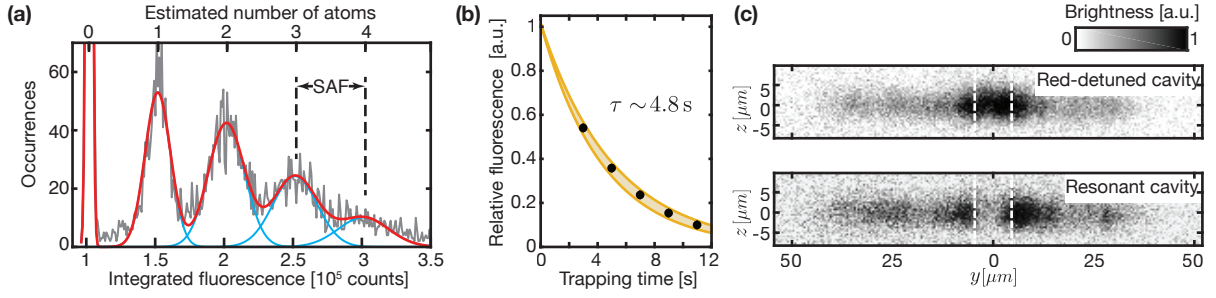 (a)
Estimated number of atoms
0 1 2 3 4
Occurrences
60
40
20
0
SAF
1 1.5 2.0 2.5 3.0 3.5
Integrated fluorescence [10⁵ counts]
(b)
Relative fluorescence [a.u.]
1
0.8
0.6
0.4
0.2
0
τ ∼4.8 s
0 4 8 12
Trapping time [s]
(c)
Brightness [a.u.]
0 1
Red-detuned cavity
z [μm]
5
0
-5
Resonant cavity
z [μm]
5
0
-5
50 25 0 25 50
y[μm]